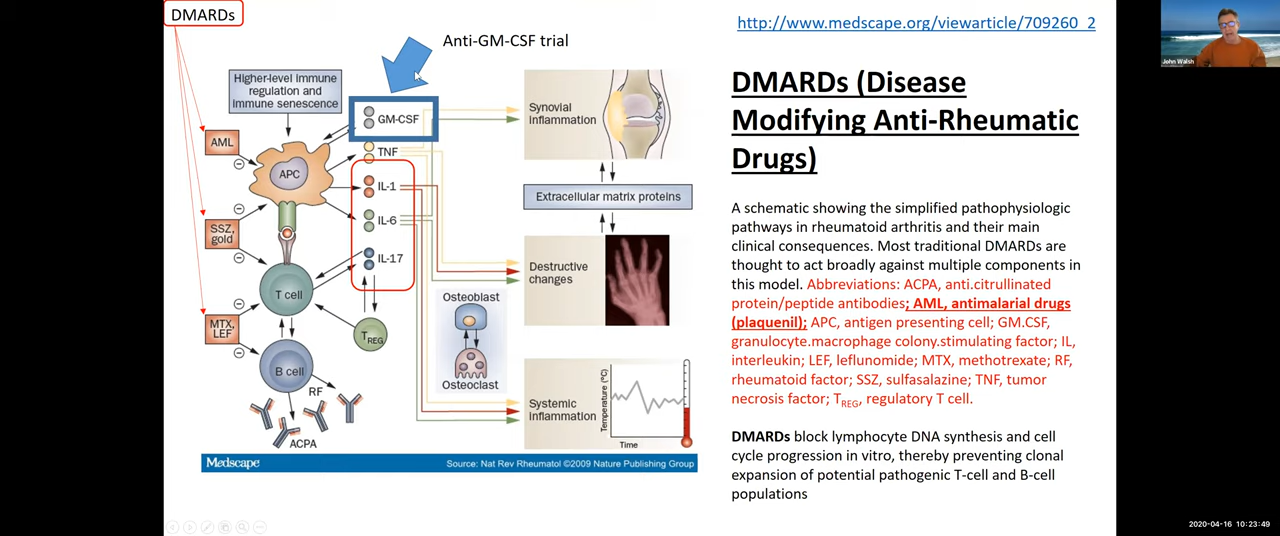 DMARDs
Anti-GM-CSF trial
http://www.medscape.org/viewarticle/709260_2
John Walsh
Higher-level immune
regulation and
immune senescence
GM-CSF
AML
APC
TNF
IL-1
SSZ,
gold
IL-6
IL-17
T cell
MTX,
LEF
TREG
B cell
RF
ACPA
Osteoblast
Osteoclast
Synovial
inflammation
Extracellular matrix proteins
Destructive
changes
Systemic
inflammation
Temperature (°C)
Time
Medscape
Source: Nat Rev Rheumatol ©2009 Nature Publishing Group
DMARDs (Disease
Modifying Anti-Rheumatic
Drugs)
A schematic showing the simplified pathophysiologic
pathways in rheumatoid arthritis and their main
clinical consequences. Most traditional DMARDs are
thought to act broadly against multiple components in
this model. Abbreviations: ACPA, anti.citrullinated
protein/peptide antibodies; AML, antimalarial drugs
(plaquenil); APC, antigen presenting cell; GM.CSF,
granulocyte.macrophage colony.stimulating factor; IL,
interleukin; LEF, leflunomide; MTX, methotrexate; RF,
rheumatoid factor; SSZ, sulfasalazine; TNF, tumor
necrosis factor; TREG, regulatory T cell.
DMARDs block lymphocyte DNA synthesis and cell
cycle progression in vitro, thereby preventing clonal
expansion of potential pathogenic T-cell and B-cell
populations
2020-04-16 10:23:49